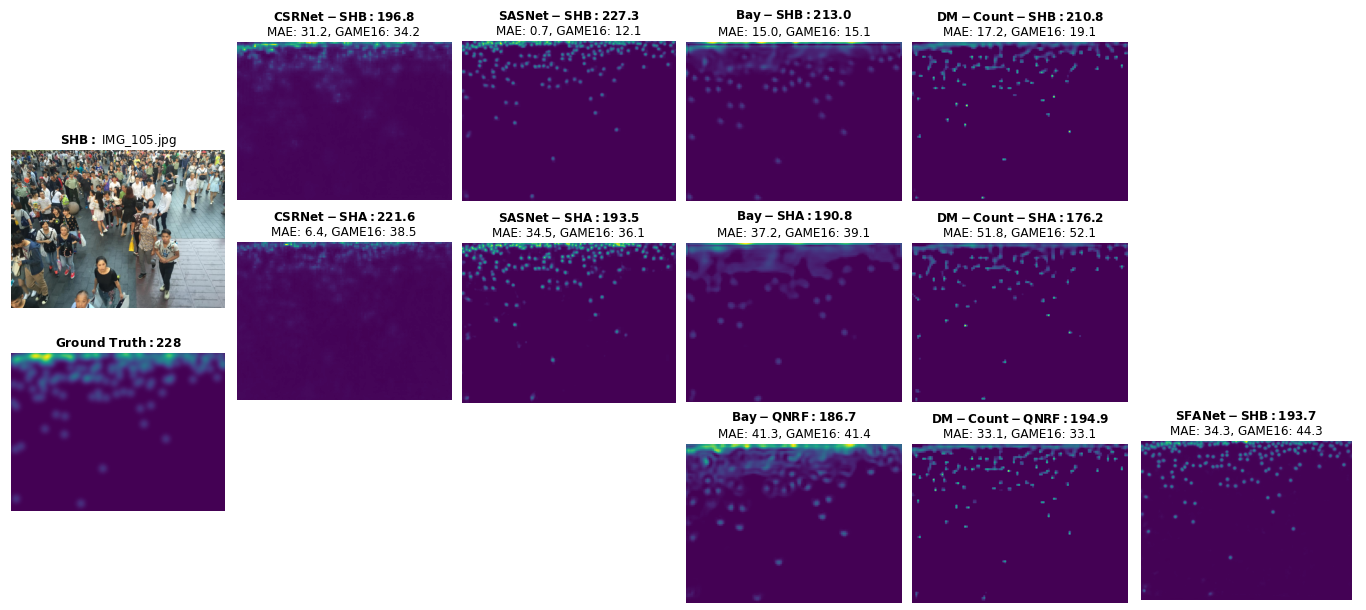 CSRNet − SHB : 196.8
MAE: 31.2, GAME16: 34.2
SASNet − SHB : 227.3
MAE: 0.7, GAME16: 12.1
Bay − SHB : 213.0
MAE: 15.0, GAME16: 15.1
DM − Count − SHB : 210.8
MAE: 17.2, GAME16: 19.1
SHB : IMG_105.jpg
CSRNet − SHA : 221.6
MAE: 6.4, GAME16: 38.5
SASNet − SHA : 193.5
MAE: 34.5, GAME16: 36.1
Bay − SHA : 190.8
MAE: 37.2, GAME16: 39.1
DM − Count − SHA : 176.2
MAE: 51.8, GAME16: 52.1
Ground Truth : 228
Bay − QNRF : 186.7
MAE: 41.3, GAME16: 41.4
DM − Count − QNRF : 194.9
MAE: 33.1, GAME16: 33.1
SFANet − SHB : 193.7
MAE: 34.3, GAME16: 44.3